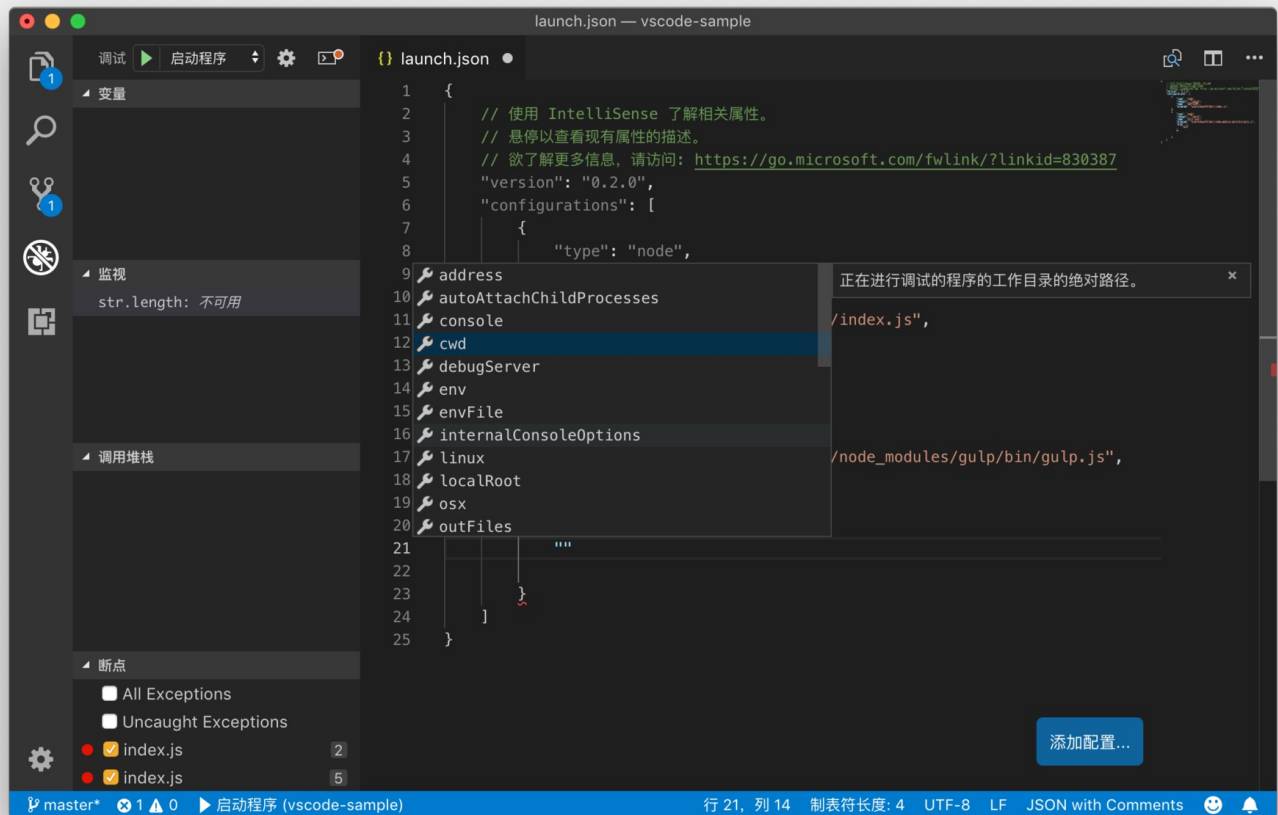 launch.json — vscode-sample
调试 启动程序
{} launch.json
1
1
变量
监视
str.length: 不可用
调用堆栈
断点
All Exceptions
Uncaught Exceptions
index.js 2
index.js 5
1 {
2 // 使用 IntelliSense 了解相关属性。
3 // 悬停以查看现有属性的描述。
4 // 欲了解更多信息，请访问: https://go.microsoft.com/fwlink/?linkid=830387
5 "version": "0.2.0",
6 "configurations": [
7 {
8 "type": "node",
9 address
正在进行调试的程序的工作目录的绝对路径。 ×
10 autoAttachChildProcesses
11 console /index.js",
12 cwd
13 debugServer
14 env
15 envFile
16 internalConsoleOptions
17 linux /node_modules/gulp/bin/gulp.js",
18 localRoot
19 osx
20 outFiles
21 ""
22
23 }
24 ]
25 }
添加配置...
master* 1 0 启动程序 (vscode-sample) 行 21，列 14 制表符长度: 4 UTF-8 LF JSON with Comments